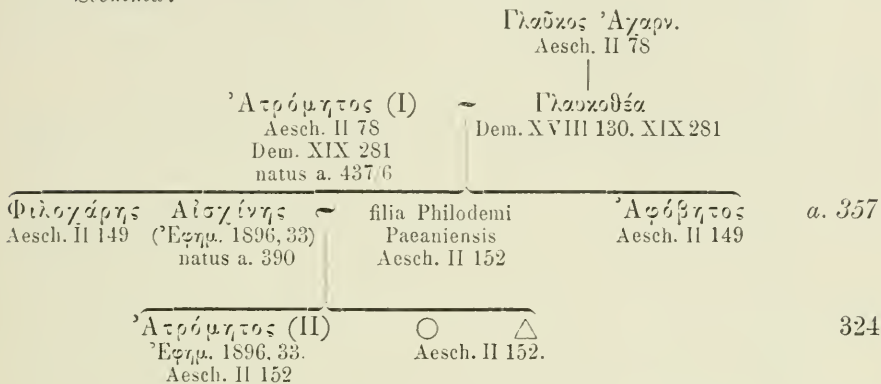 Γλαῦκος Ἀχαρν.
Aesch. II 78
Ἀτρόμητος (I) ~ Γλαυκοθέα
Aesch. II 78 Dem. XVIII 130. XIX 281
Dem. XIX 281
natus a. 437/6
Φιλοχάρης Αἰσχίνης ~ filia Philodemi Ἀφόβητος a. 357
Aesch. II 149 (Ἐφημ. 1896, 33) Paeaniensis Aesch. II 149
natus a. 390 Aesch. II 152
Ἀτρόμητος (II) ○ △ 324
Ἐφημ. 1896, 33. Aesch. II 152.
Aesch. II 152